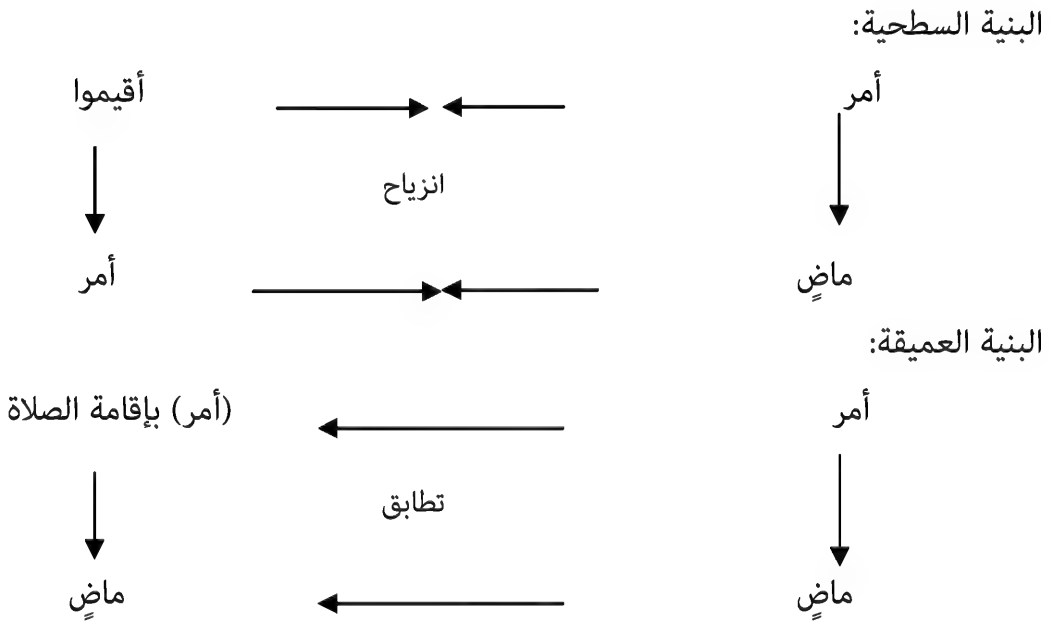 البنية السطحية:
أمر أقيموا
انزياح
ماضٍ أمر
البنية العميقة:
أمر (أمر) بإقامة الصلاة
تطابق
ماضٍ ماضٍ